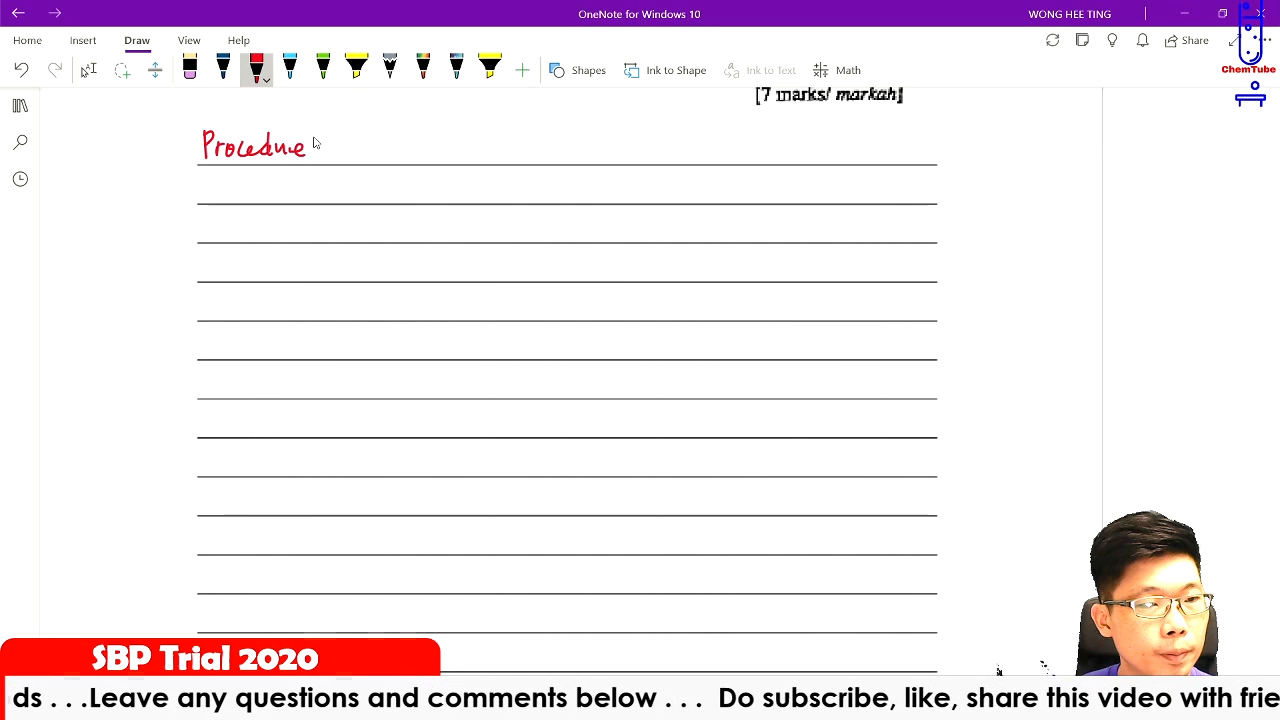 OneNote for Windows 10
WONG HEE TING
Home Insert Draw View Help
Share
Shapes Ink to Shape Ink to Text Math
ChemTube
[7 marks/ markah]
Procedure
SBP Trial 2020
ds . . .Leave any questions and comments below . . . Do subscribe, like, share this video with frie